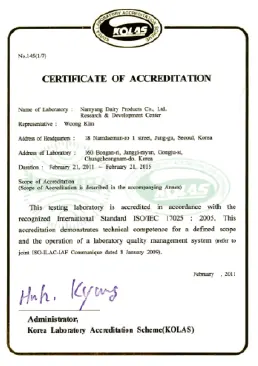 LABORATORY ACCREDITATION
KOLAS
No.145(1/7)
CERTIFICATE OF ACCREDITATION
Name of Laboratory : Namyang Dairy Products Co., Ltd.
Research & Development Center
Representative : Woong Kim
Address of Headquarters : 18 Namdaemun-ro 1 street, Jung-gu, Seoul, Korea
Address of Laboratory : 160 Bongan-ri, Janggi-myun, Gongju-si,
Chungcheongnam-do, Korea
Duration : February 21, 2011 ~ February 21, 2015
Scope of Accreditation
(Scope of Accreditation is described in the accompanying Annex)
This testing laboratory is accredited in accordance with the
recognized International Standard ISO/IEC 17025 : 2005. This
accreditation demonstrates technical competence for a defined scope
and the operation of a laboratory quality management system (refer to
joint ISO-ILAC-IAF Communique dated 8 January 2009).
February , 2011
Administrator,
Korea Laboratory Accreditation Scheme(KOLAS)